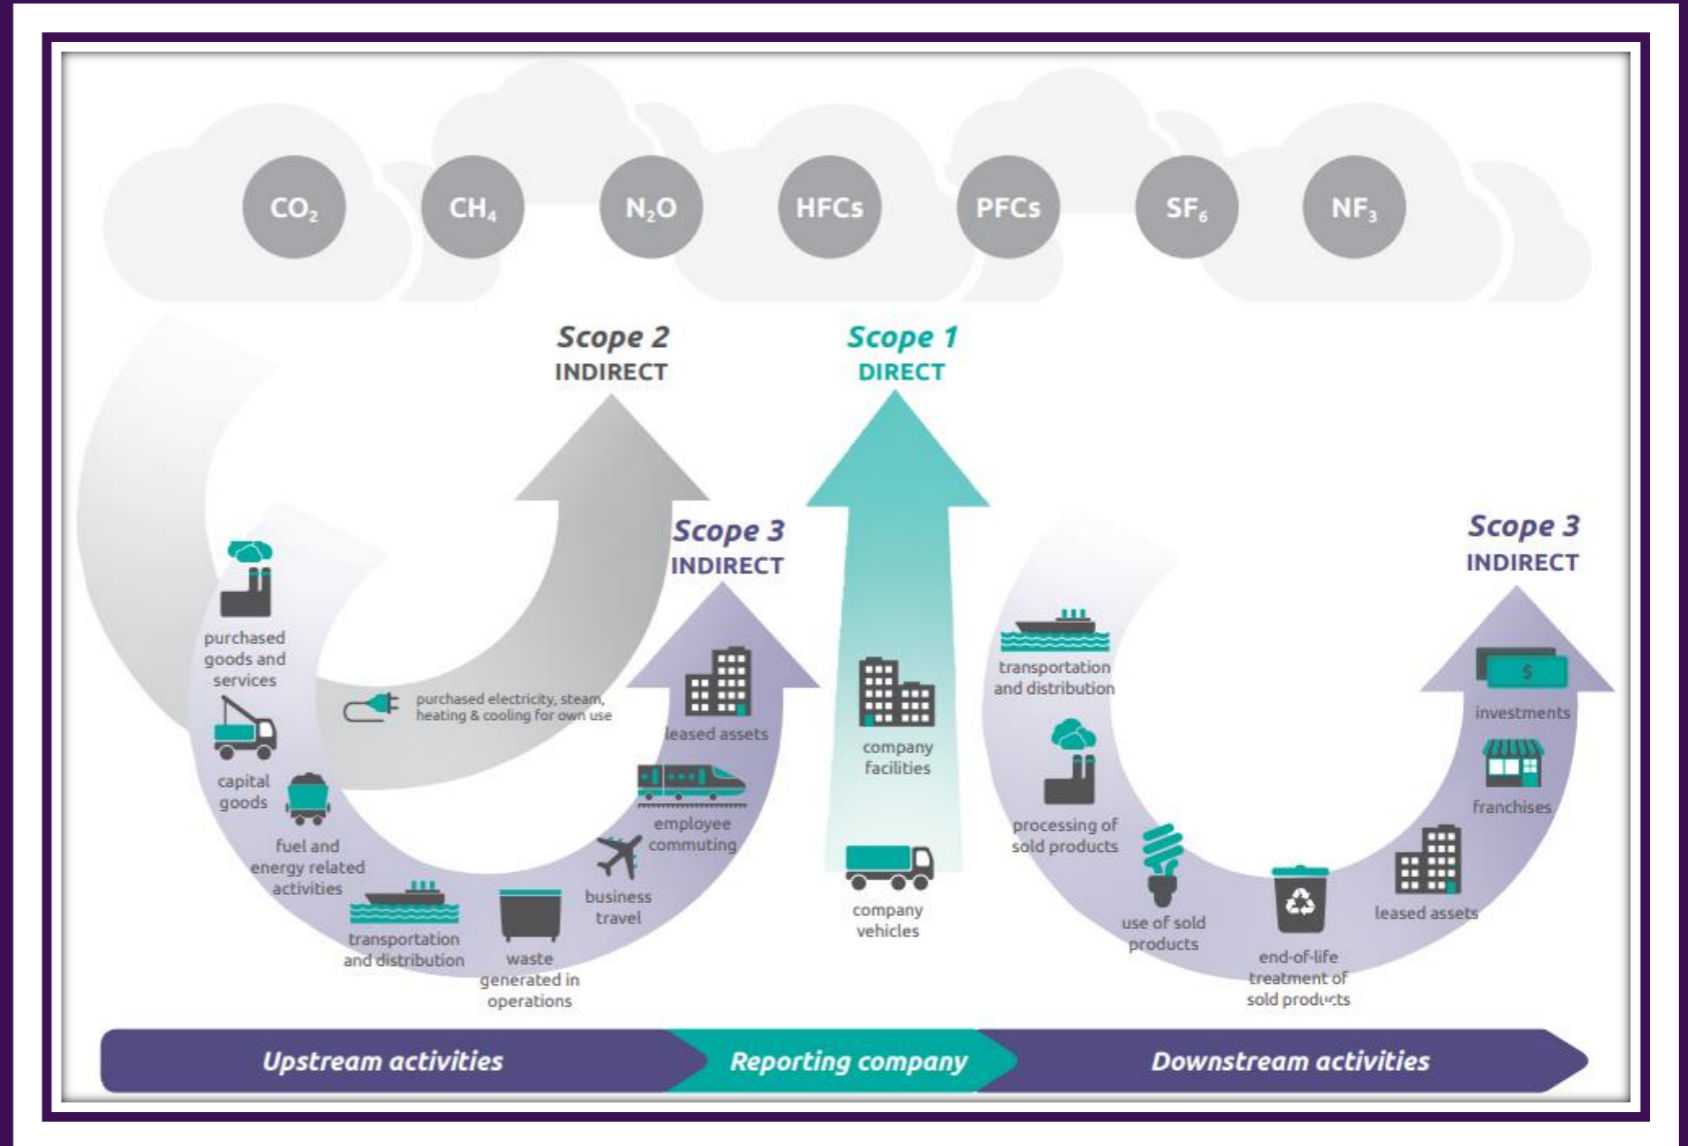 CO₂
CH₄
N₂O
HFCs
PFCs
SF₆
NF₃
Scope 2
INDIRECT
Scope 1
DIRECT
Scope 3
INDIRECT
Scope 3
INDIRECT
purchased
goods and
services
capital
goods
fuel and
energy related
activities
transportation
and distribution
waste
generated in
operations
business
travel
employee
commuting
leased assets
purchased electricity, steam,
heating & cooling for own use
company
facilities
company
vehicles
transportation
and distribution
processing of
sold products
use of sold
products
end-of-life
treatment of
sold products
leased assets
franchises
$
investments
Upstream activities
Reporting company
Downstream activities